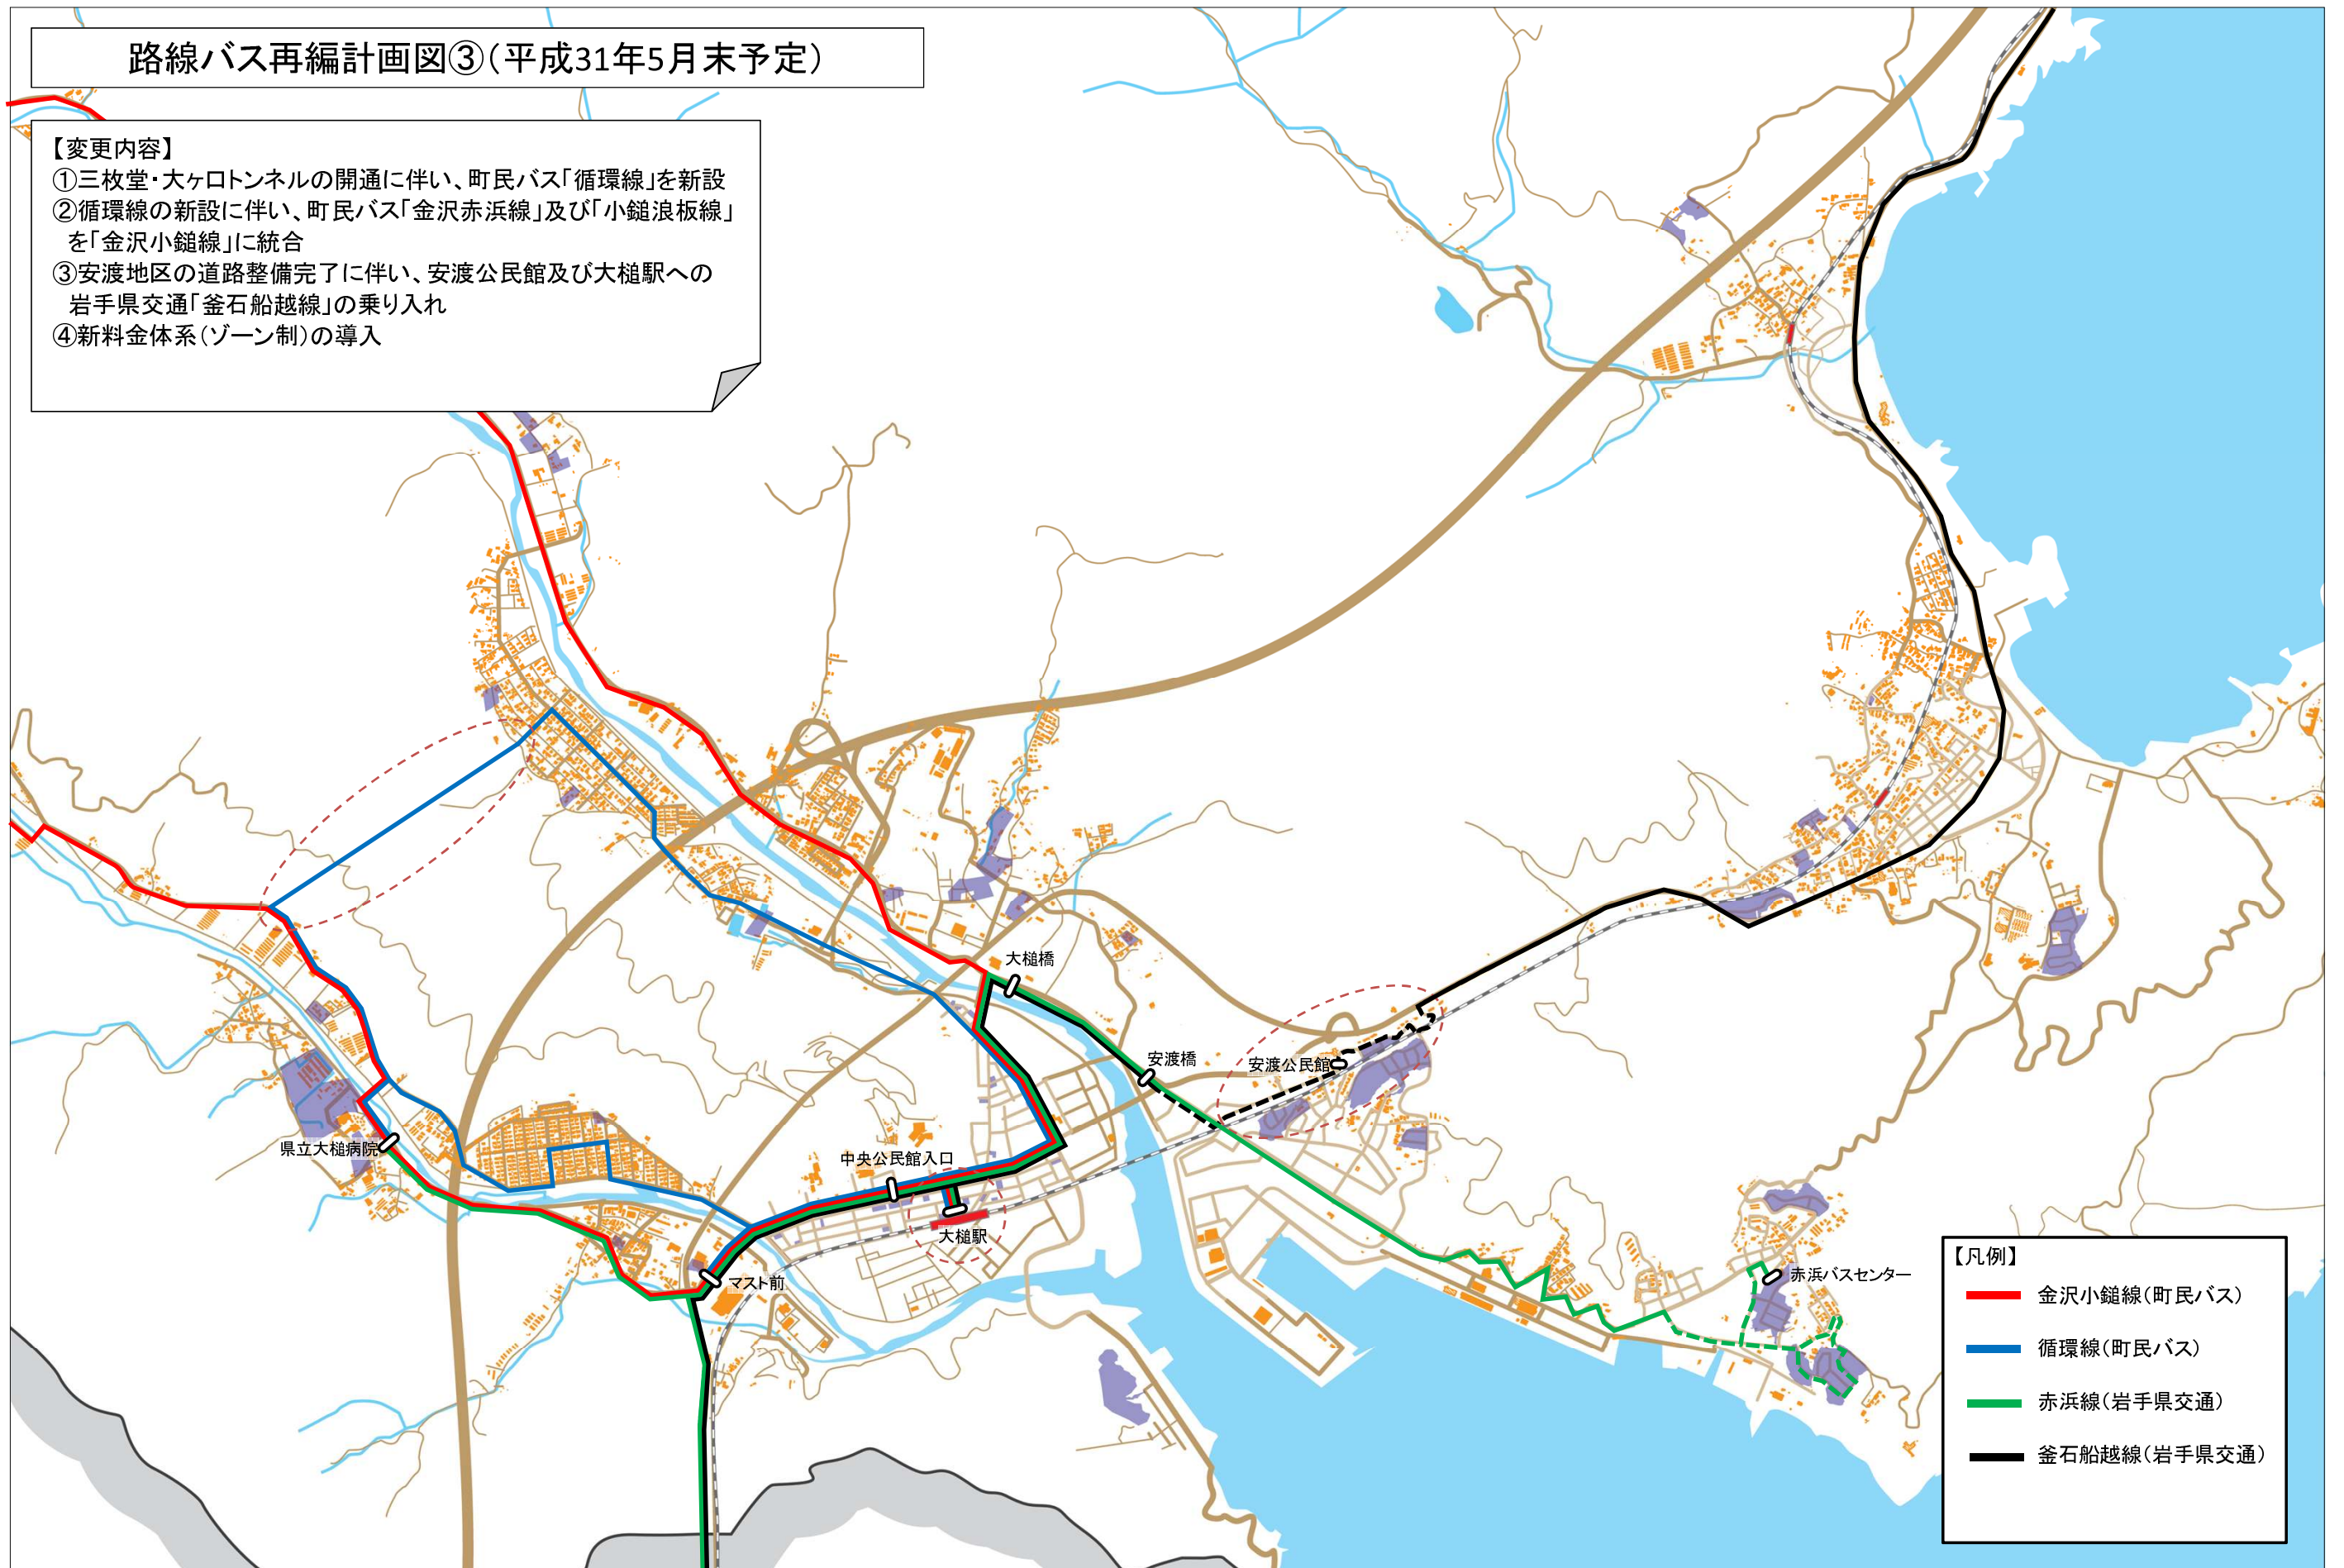 路線バス再編計画図③(平成31年5月末予定)
【変更内容】
①三枚堂・大ケ口トンネルの開通に伴い、町民バス「循環線」を新設
②循環線の新設に伴い、町民バス「金沢赤浜線」及び「小鎚浪板線」
を「金沢小鎚線」に統合
③安渡地区の道路整備完了に伴い、安渡公民館及び大槌駅への
岩手県交通「釜石船越線」の乗り入れ
④新料金体系(ゾーン制)の導入
大槌橋
安渡橋
安渡公民館
県立大槌病院
中央公民館入口
大槌駅
マスト前
赤浜バスセンター
【凡例】
金沢小鎚線(町民バス)
循環線(町民バス)
赤浜線(岩手県交通)
釜石船越線(岩手県交通)